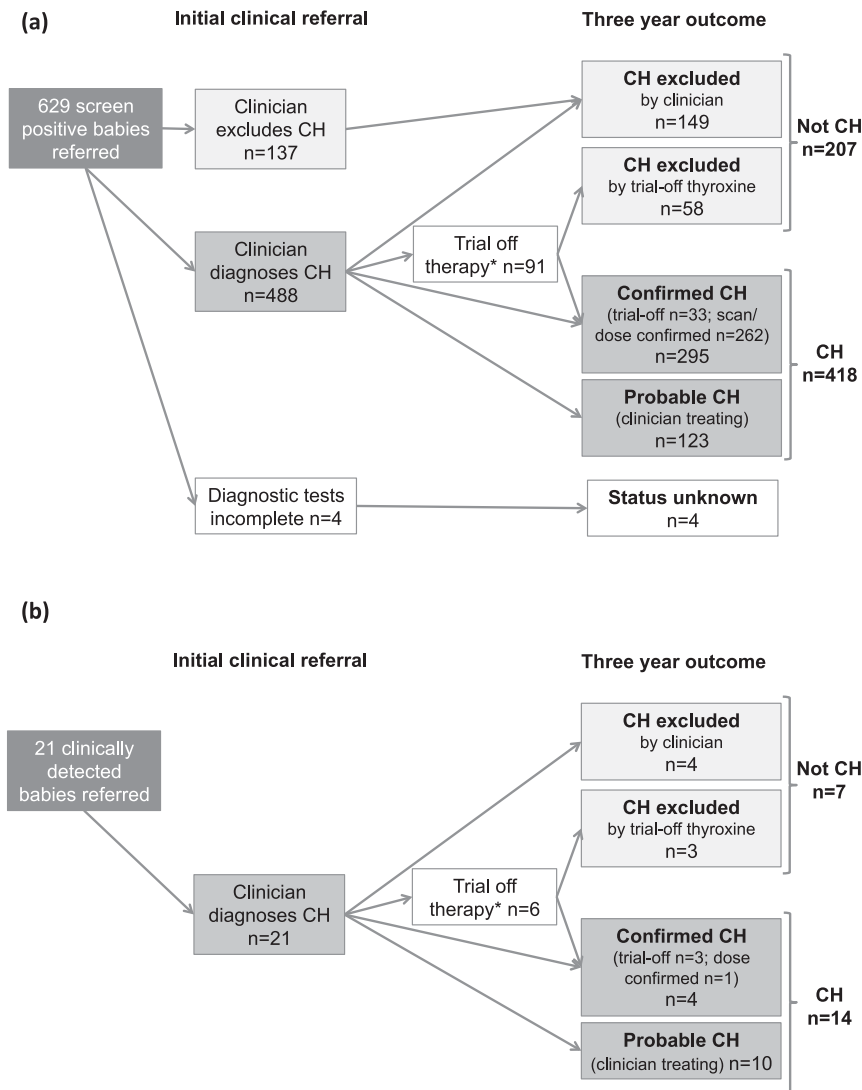 (a)
Initial clinical referral
Three year outcome
629 screen
positive babies
referred
Clinician
excludes CH
n=137
CH excluded
by clinician
n=149
Not CH
n=207
CH excluded
by trial-off thyroxine
n=58
Clinician
diagnoses CH
n=488
Trial off
therapy* n=91
Confirmed CH
(trial-off n=33; scan/
dose confirmed n=262)
n=295
CH
n=418
Probable CH
(clinician treating)
n=123
Diagnostic tests
incomplete n=4
Status unknown
n=4
(b)
Initial clinical referral
Three year outcome
21 clinically
detected
babies referred
CH excluded
by clinician
n=4
Not CH
n=7
CH excluded
by trial-off thyroxine
n=3
Clinician
diagnoses CH
n=21
Trial off
therapy* n=6
Confirmed CH
(trial-off n=3; dose
confirmed n=1)
n=4
CH
n=14
Probable CH
(clinician treating) n=10